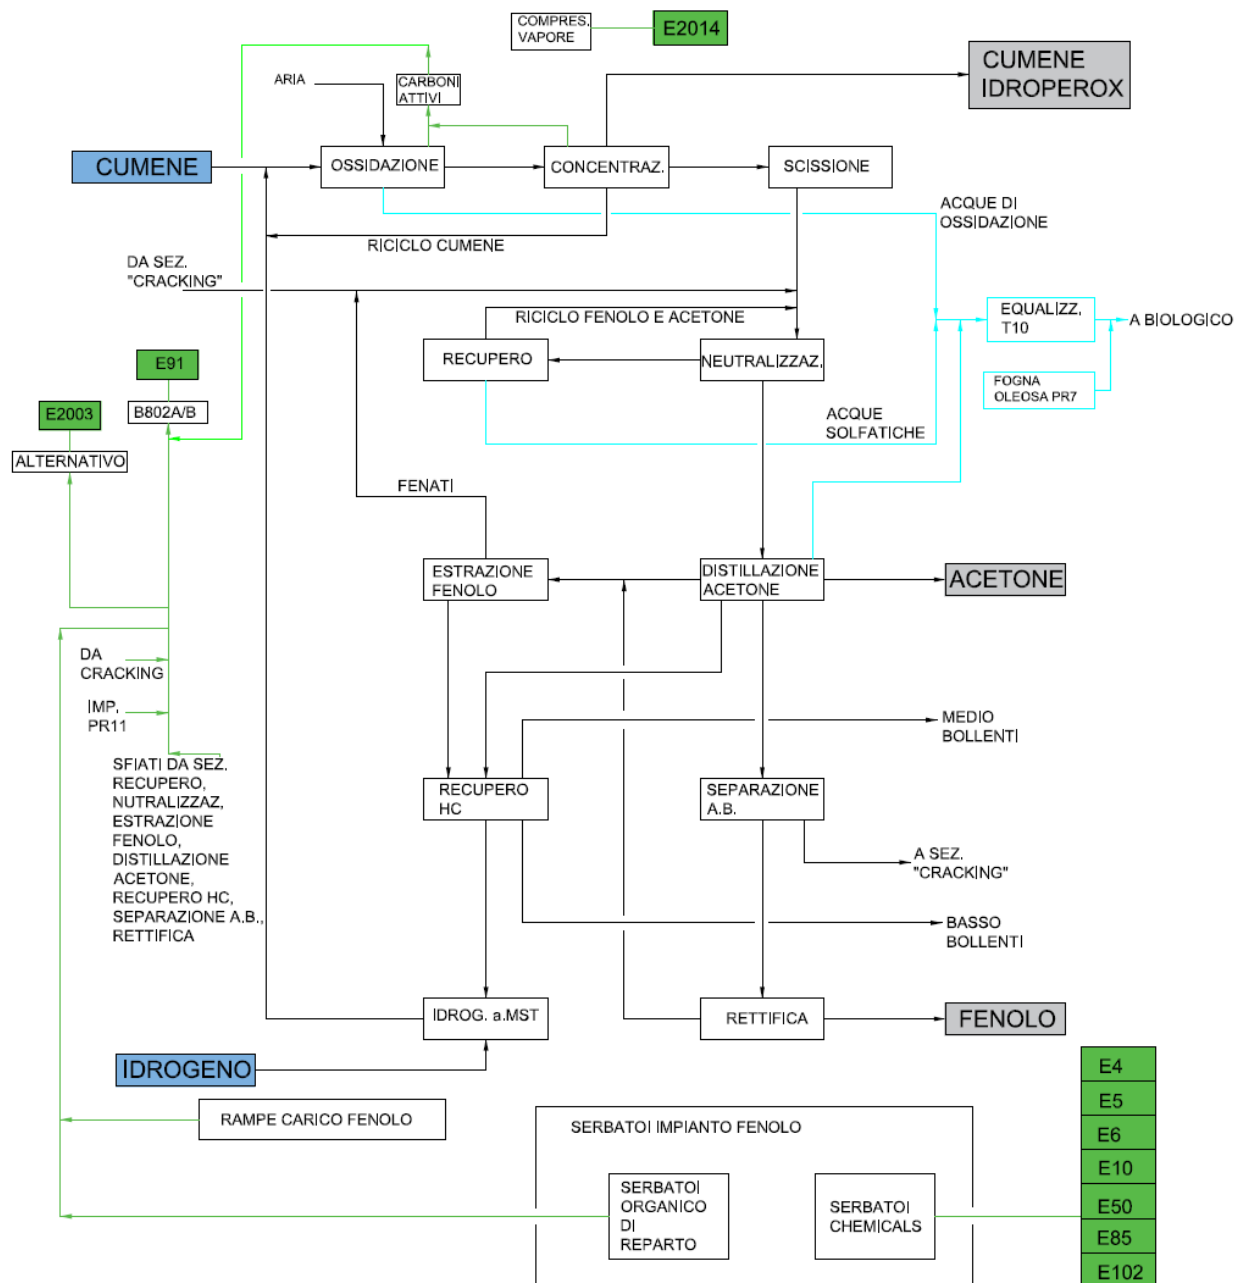 COMPRES.
VAPORE
E2014
CUMENE
IDROPEROX
ARIA
CARBONI
ATTIVI
CUMENE
OSSIDAZIONE
CONCENTRAZ.
SCISSIONE
ACQUE DI
OSSIDAZIONE
RICICLO CUMENE
DA SEZ.
"CRACKING"
RICICLO FENOLO E ACETONE
EQUALIZZ,
T10
A BIOLOGICO
RECUPERO
NEUTRALIZZAZ,
E91
FOGNA
OLEOSA PR7
E2003
B802A/B
ACQUE
SOLFATICHE
ALTERNATIVO
FENATI
ESTRAZIONE
FENOLO
DISTILLAZIONE
ACETONE
ACETONE
DA
CRACKING
IMP,
PR11
MEDIO
BOLLENTI
SFIATI DA SEZ.
RECUPERO,
NUTRALIZZAZ,
ESTRAZIONE
FENOLO,
DISTILLAZIONE
ACETONE,
RECUPERO HC,
SEPARAZIONE A.B.,
RETTIFICA
RECUPERO
HC
SEPARAZIONE
A.B.
A SEZ.
"CRACKING"
BASSO
BOLLENTI
IDROG. a.MST
RETTIFICA
FENOLO
IDROGENO
E4
RAMPE CARICO FENOLO
SERBATOI IMPIANTO FENOLO
E5
E6
E10
SERBATOI
ORGANICO
DI
REPARTO
SERBATOI
CHEMICALS
E50
E85
E102